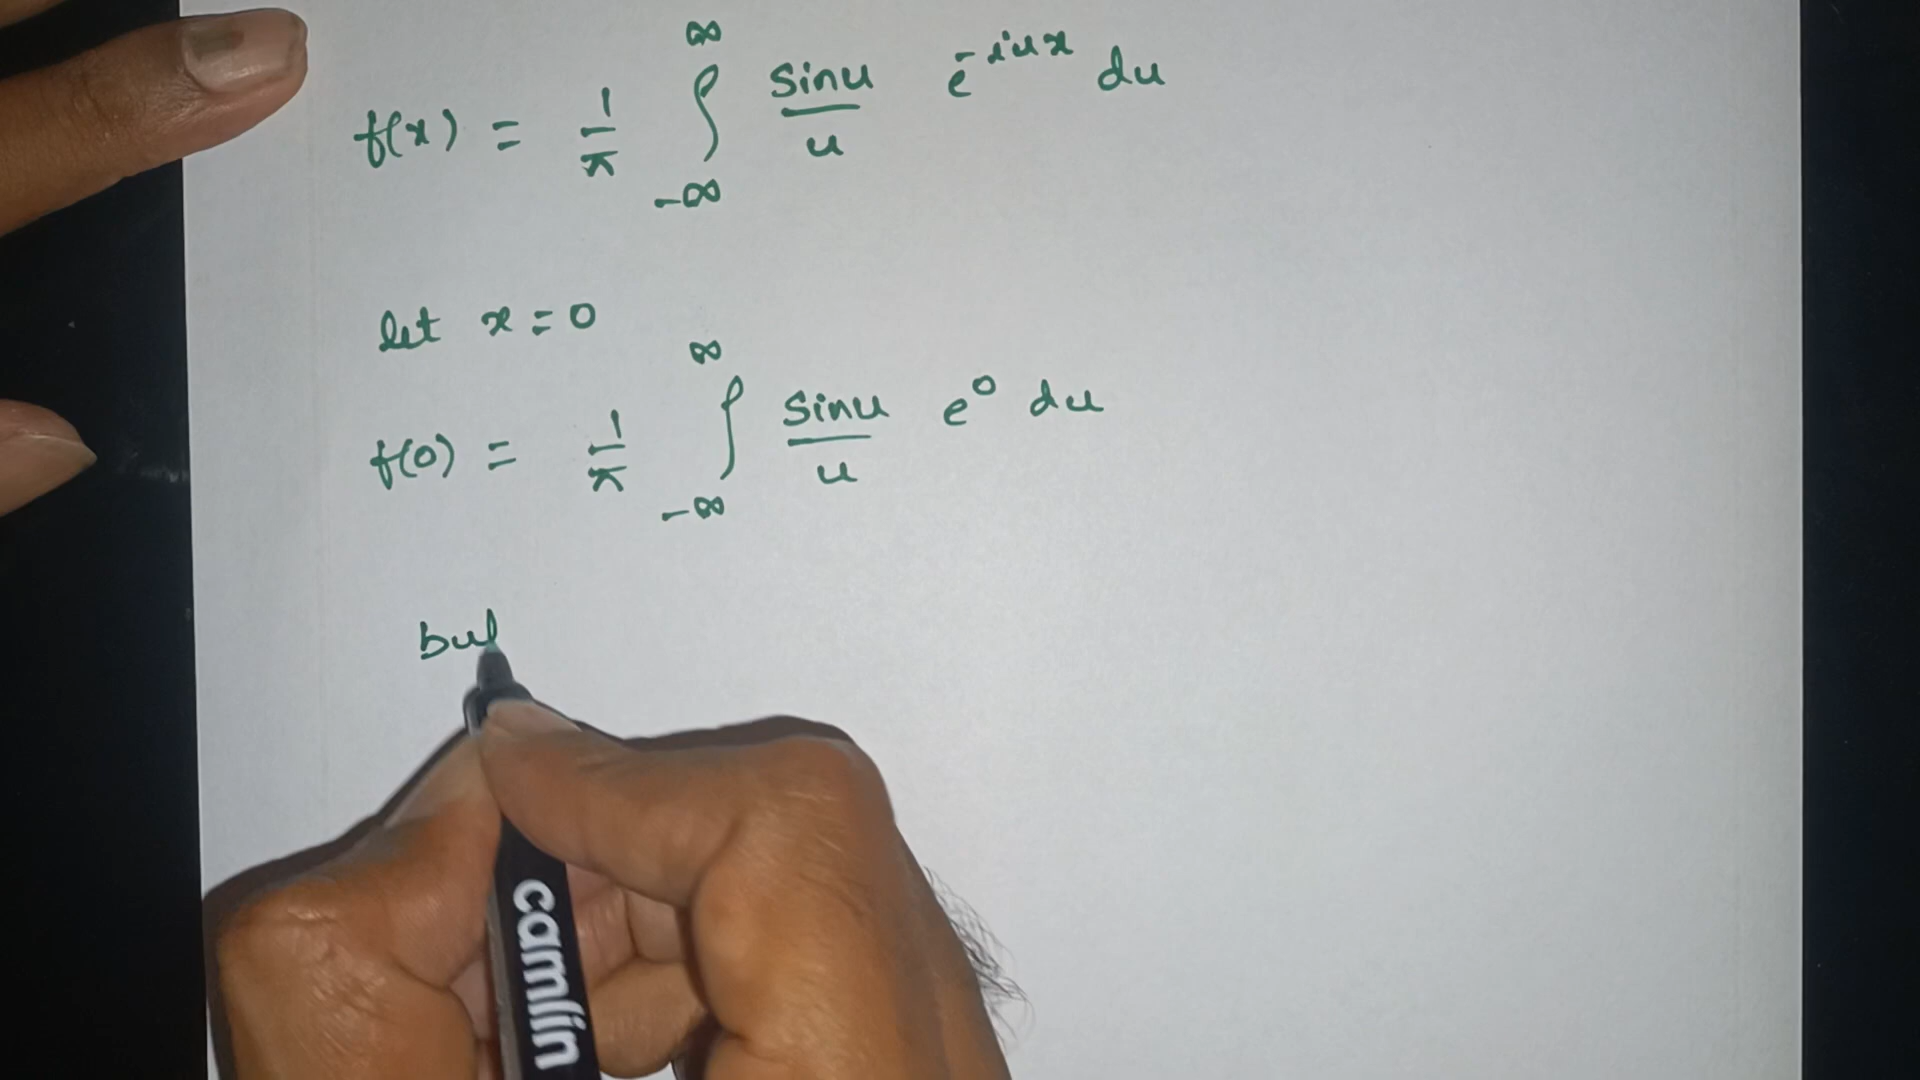 f(x) = 1/π ∫_{-∞}^{∞} sinu/u e^{-iux} du
let x = 0
f(0) = 1/π ∫_{-∞}^{∞} sinu/u e^0 du
but
camlin